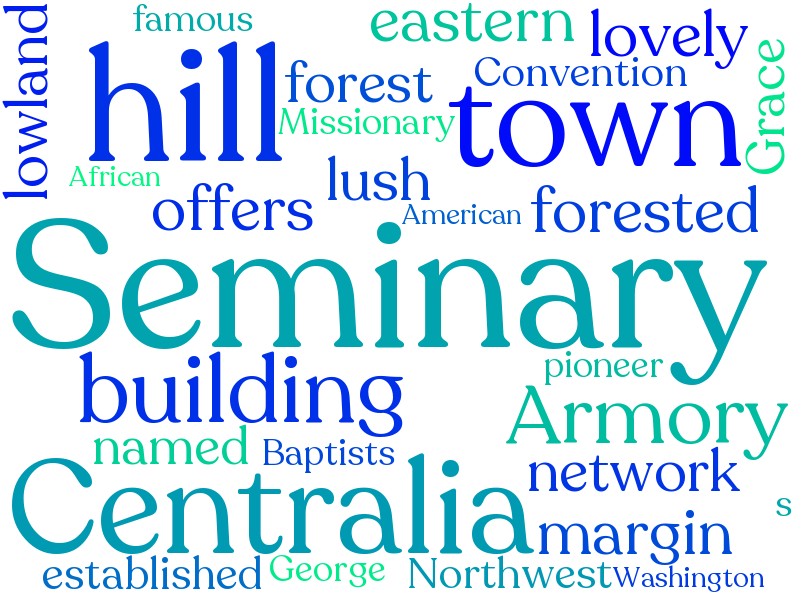 lowland
famous
eastern
lovely
hill
forest
Convention
town
Grace
Missionary
African
lush
offers
American
forested
Seminary
building
pioneer
Armory
named
Baptists
network
Centralia
s
margin
established
George
Northwest
Washington